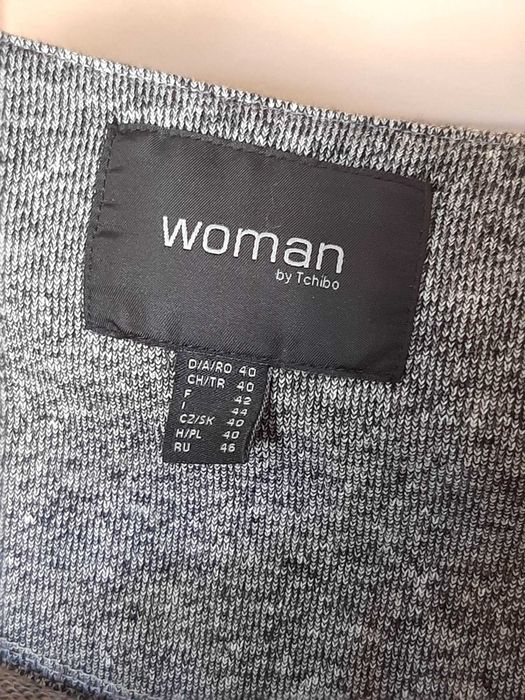 woman
by Tchibo
D/A/RO 40
CH/TR 40
F 42
I 44
CZ/SK 40
H/PL 40
RU 46